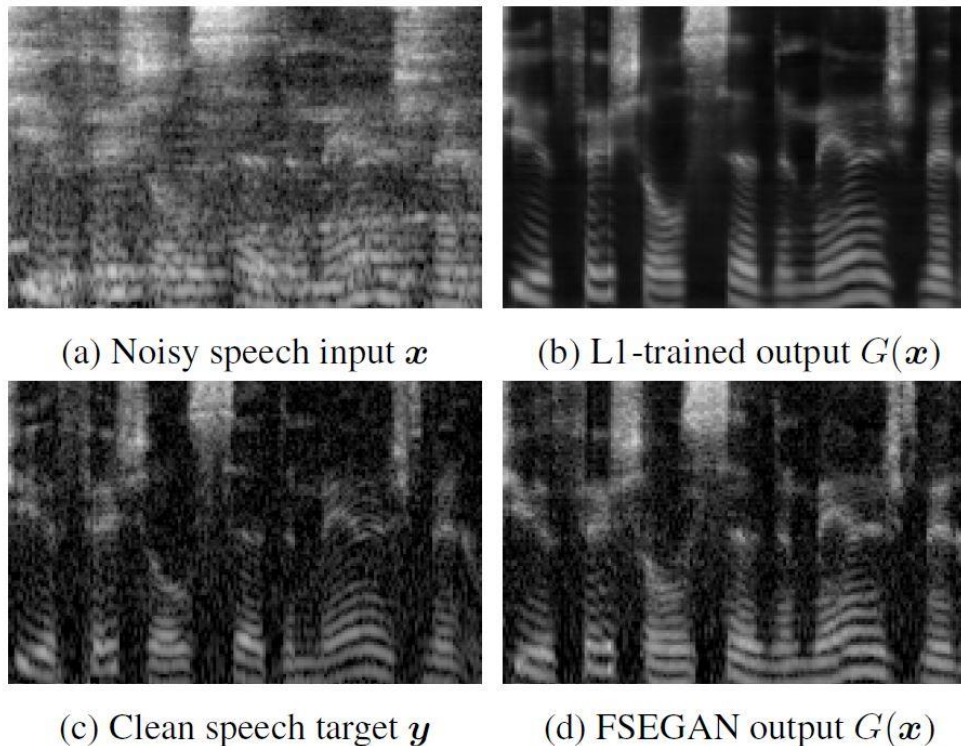 (a) Noisy speech input x
(b) L1-trained output G(x)
(c) Clean speech target y
(d) FSEGAN output G(x)